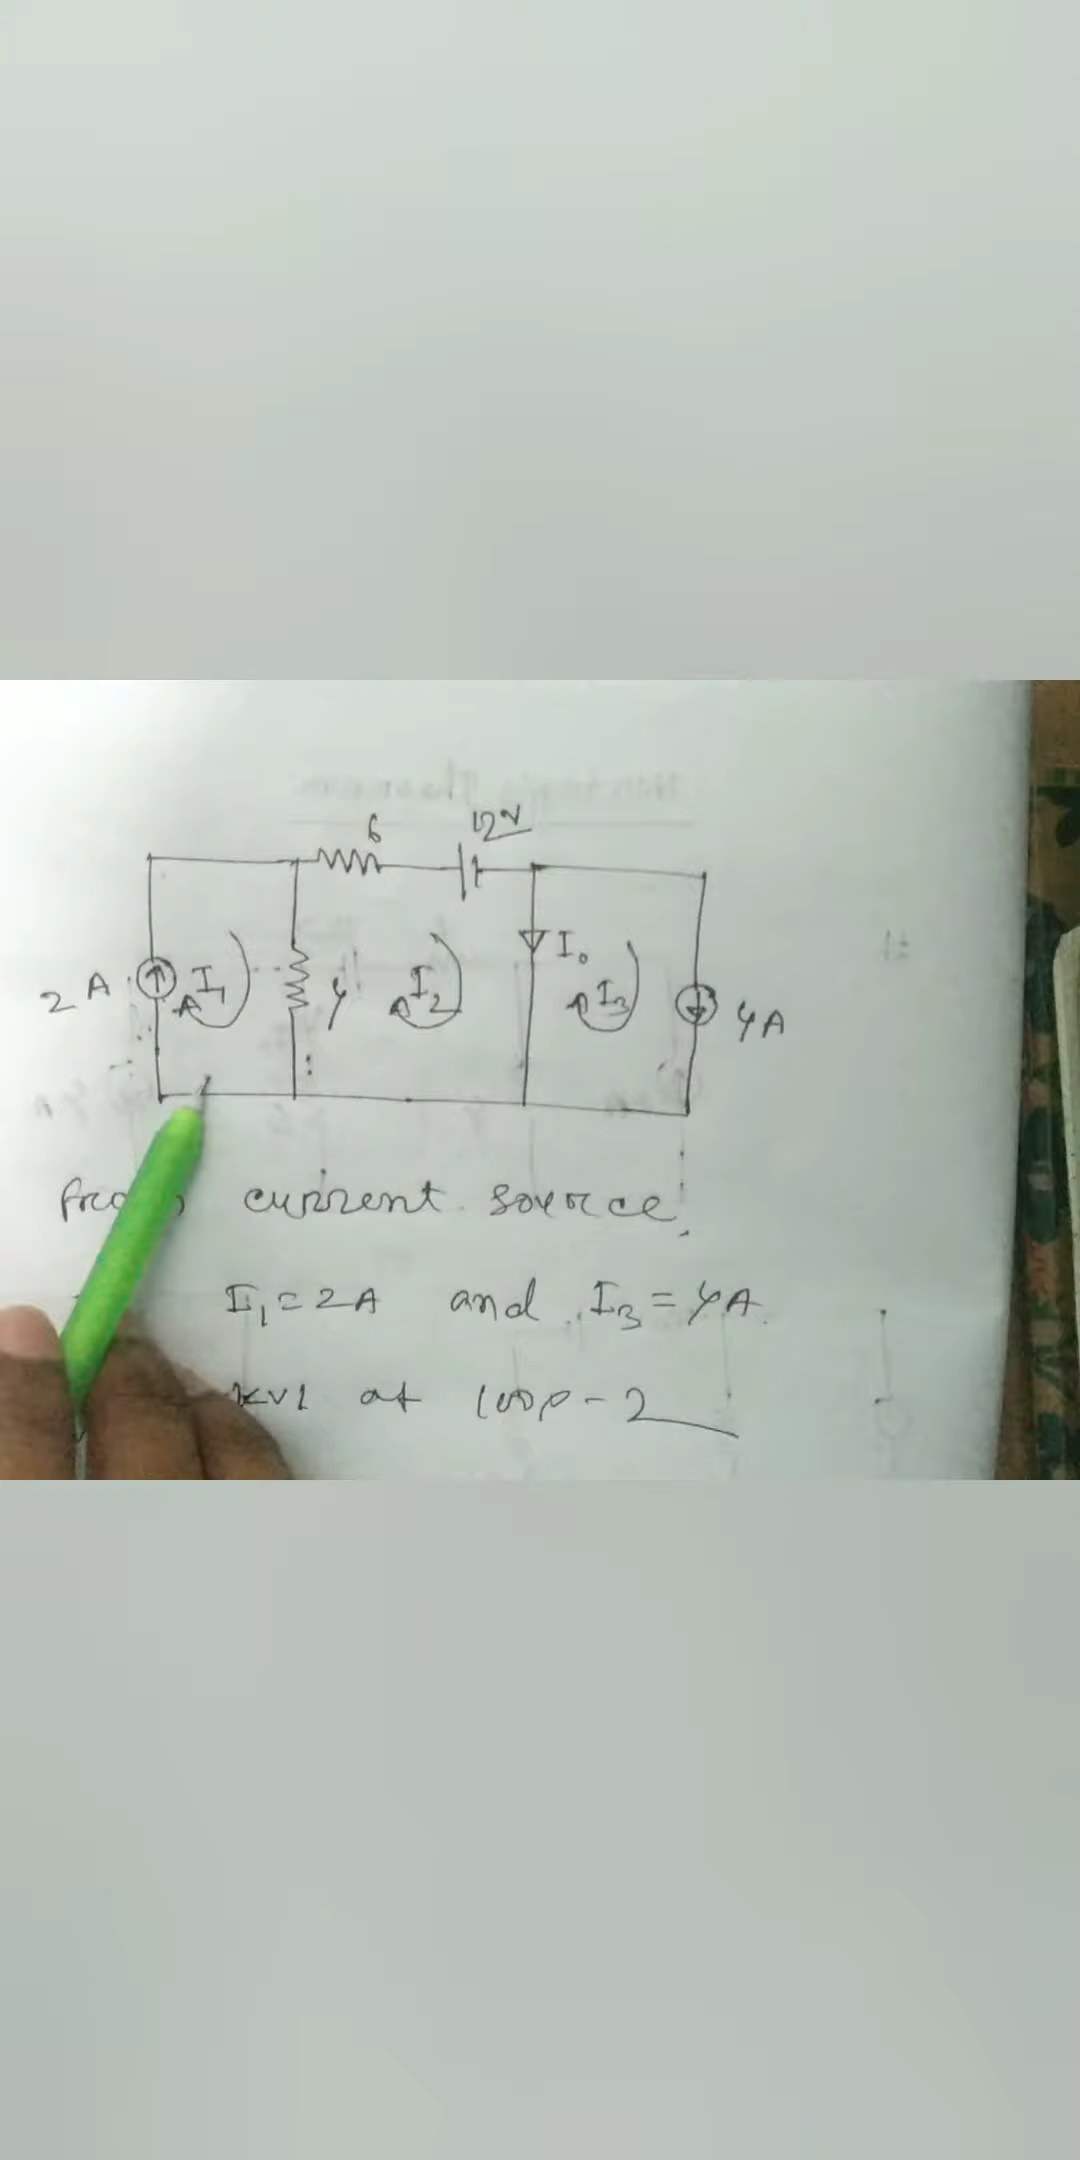 6 12V
2 A I₁ 4 I₂ I₀ I₃ 4A
current source,
I₁ = 2A and I₃ = 4A.
KVL at loop-2